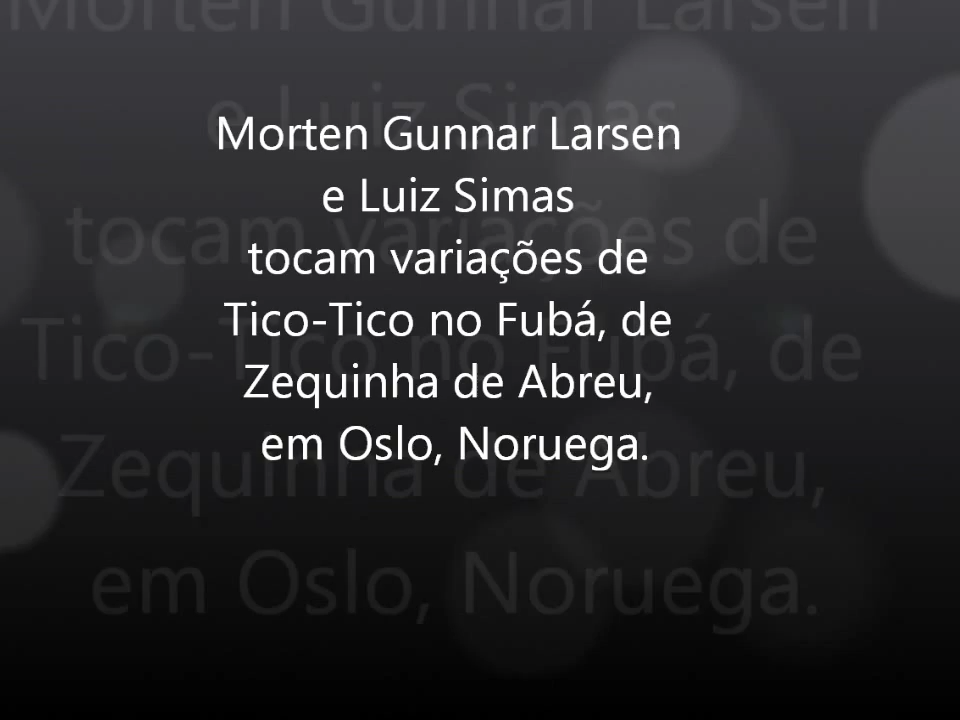 Morten Gunnar Larsen
e Luiz Simas
tocam variações de
Tico-Tico no Fubá, de
Zequinha de Abreu,
em Oslo, Noruega.